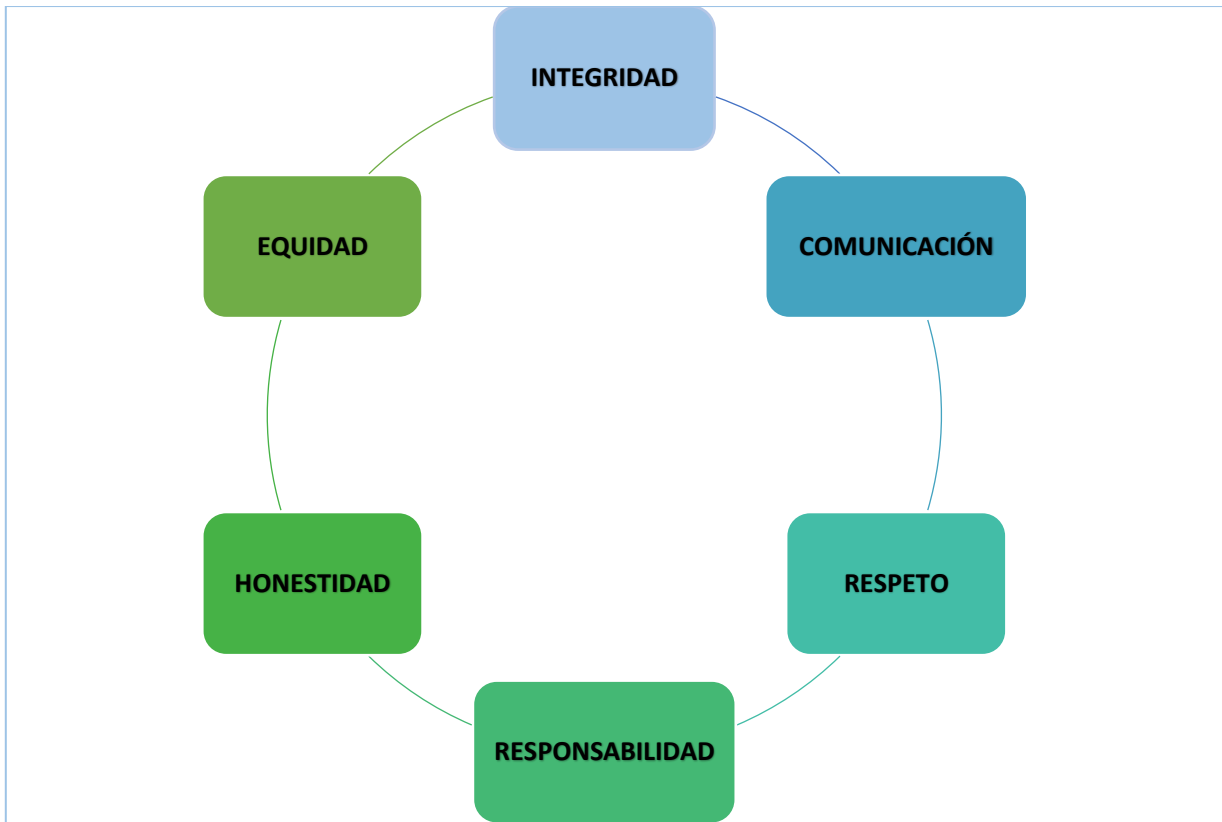 INTEGRIDAD
COMUNICACIÓN
RESPETO
RESPONSABILIDAD
HONESTIDAD
EQUIDAD